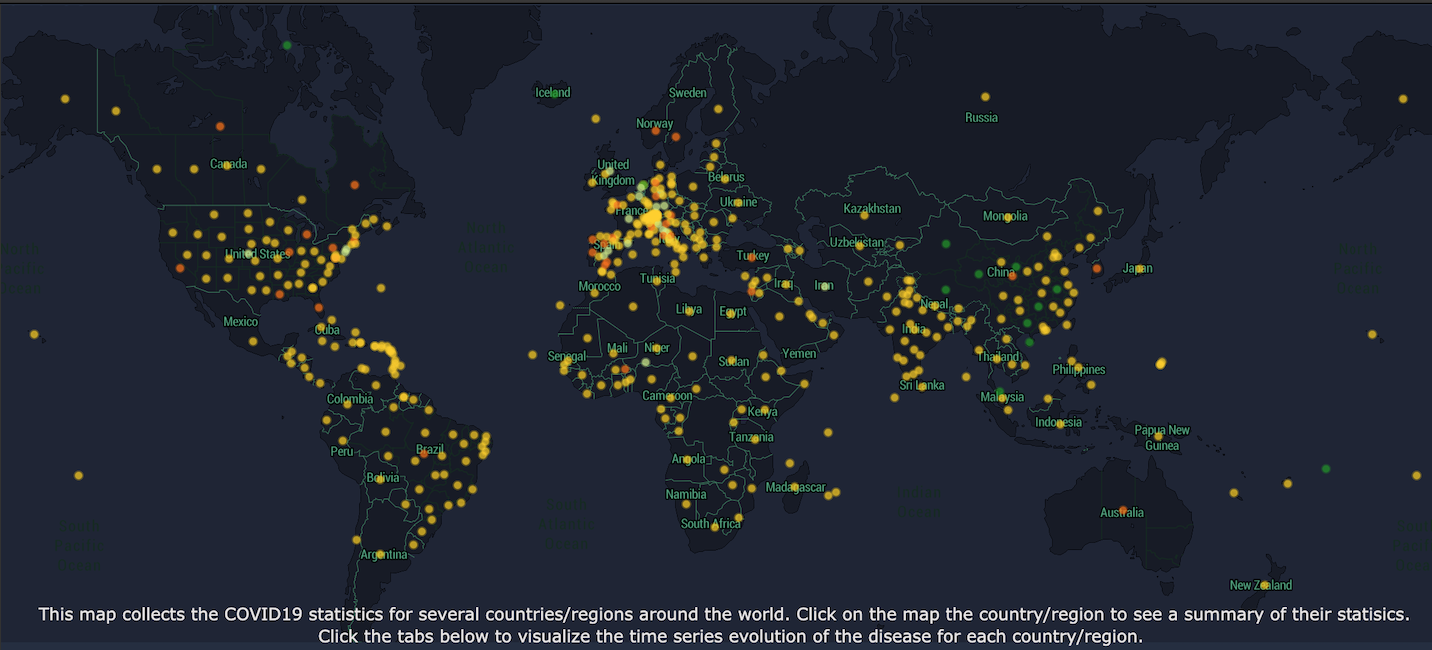 Iceland
Sweden
Norway
Russia
Canada
United
Kingdom
Belarus
Ukraine
France
Kazakhstan
Mongolia
United States
Spain
Uzbekistan
Turkey
China
Japan
Morocco
Tunisia
Iraq
Iran
Nepal
Mexico
Libya
Egypt
Cuba
India
Senegal
Mali
Niger
Sudan
Yemen
Thailand
Philippines
Colombia
Cameroon
Sri Lanka
Malaysia
Kenya
Indonesia
Papua New
Guinea
Peru
Brazil
Tanzania
Angola
Bolivia
Namibia
Madagascar
South Africa
Australia
Argentina
New Zealand
This map collects the COVID19 statistics for several countries/regions around the world. Click on the map the country/region to see a summary of their statisics.
Click the tabs below to visualize the time series evolution of the disease for each country/region.